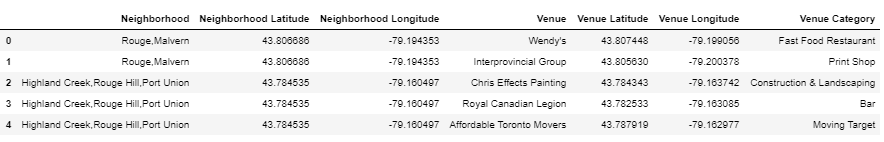 Neighborhood Neighborhood Latitude Neighborhood Longitude Venue Venue Latitude Venue Longitude Venue Category
0 Rouge,Malvern 43.806686 -79.194353 Wendy's 43.807448 -79.199056 Fast Food Restaurant
1 Rouge,Malvern 43.806686 -79.194353 Interprovincial Group 43.805630 -79.200378 Print Shop
2 Highland Creek,Rouge Hill,Port Union 43.784535 -79.160497 Chris Effects Painting 43.784343 -79.163742 Construction & Landscaping
3 Highland Creek,Rouge Hill,Port Union 43.784535 -79.160497 Royal Canadian Legion 43.782533 -79.163085 Bar
4 Highland Creek,Rouge Hill,Port Union 43.784535 -79.160497 Affordable Toronto Movers 43.787919 -79.162977 Moving Target